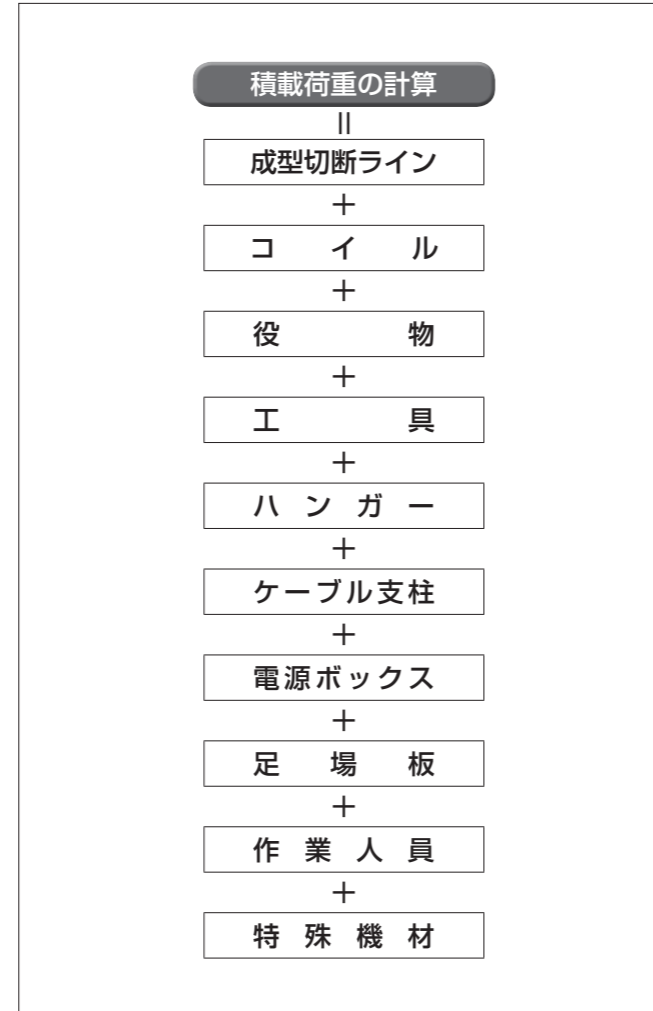 積載荷重の計算
=
成型切断ライン
+
コイル
+
役物
+
工具
+
ハンガー
+
ケーブル支柱
+
電源ボックス
+
足場板
+
作業人員
+
特殊機材